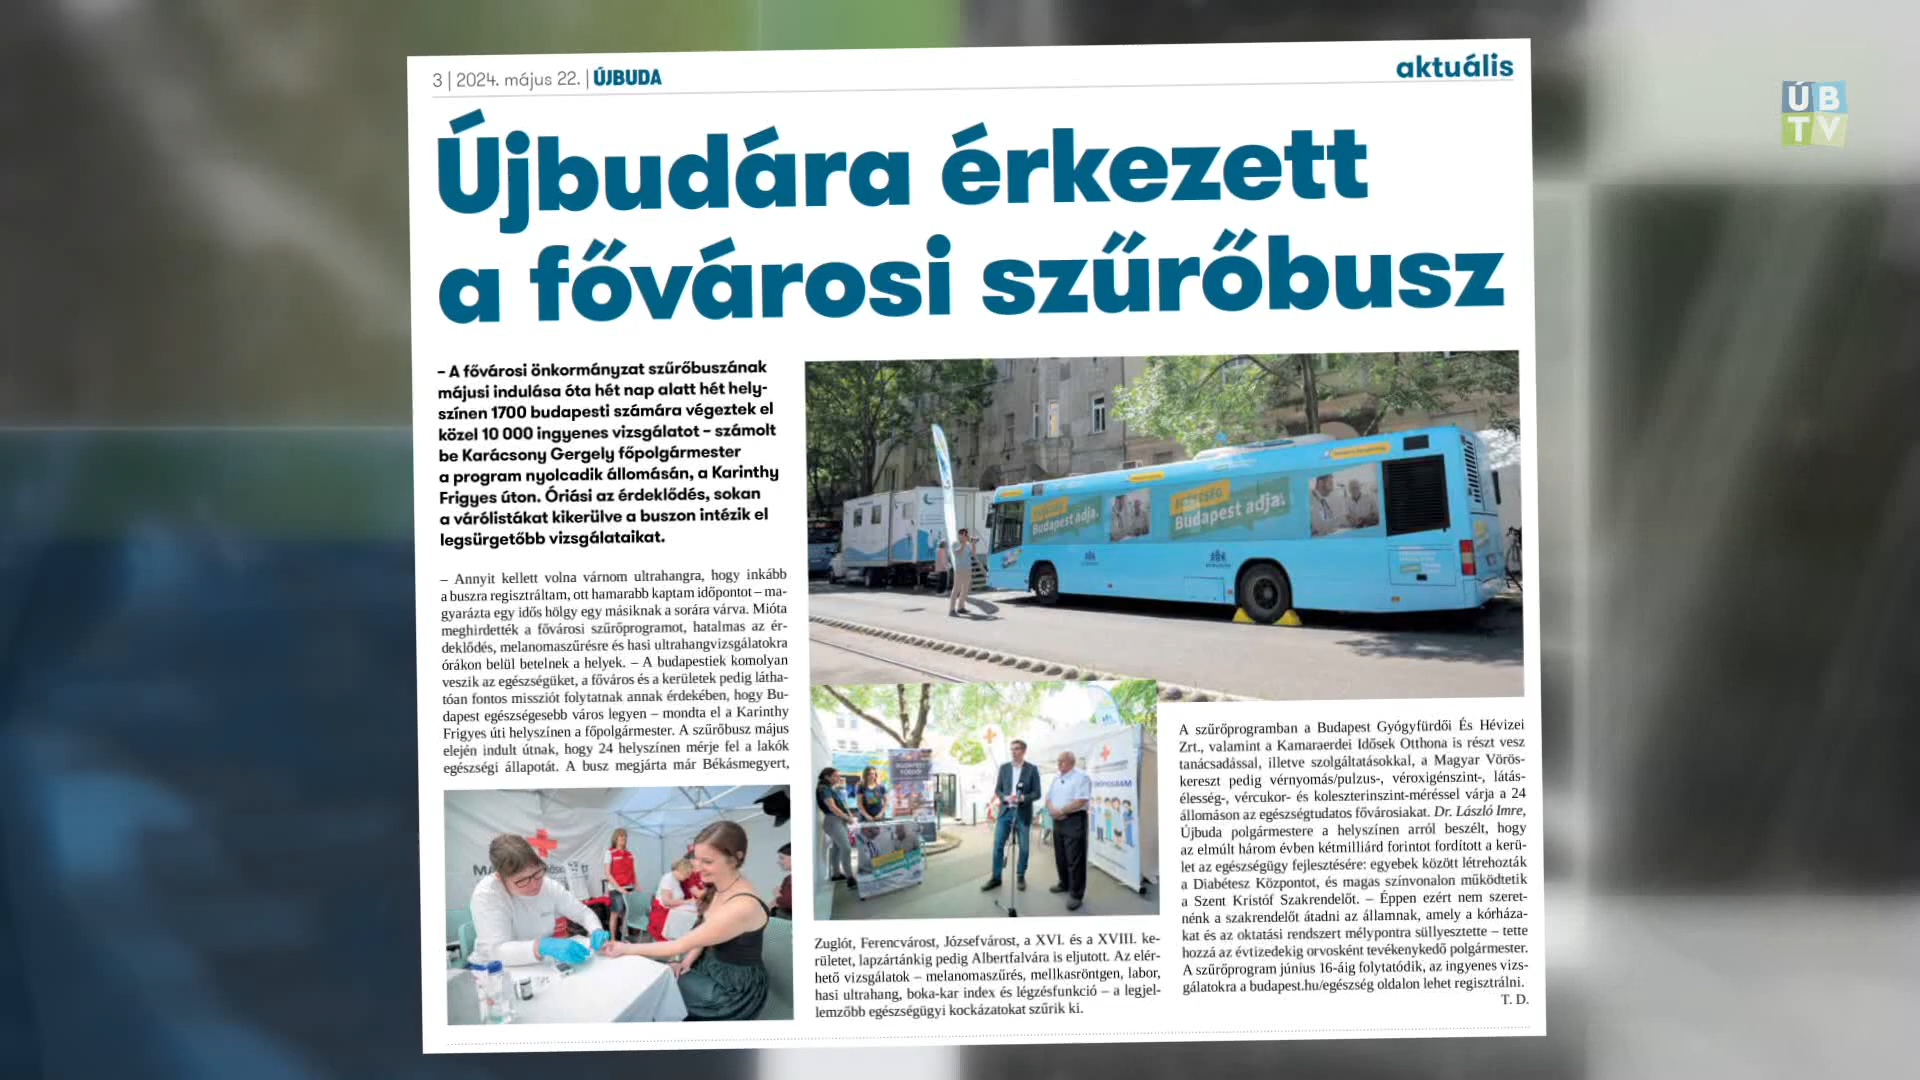 3 | 2024. május 22. | ÚJBUDA
aktuális
ÚB
TV
Újbudára érkezett
a fővárosi szűrőbusz
– A fővárosi önkormányzat szűrőbuszának
májusi indulása óta hét nap alatt hét hely-
színen 1700 budapesti számára végeztek el
közel 10 000 ingyenes vizsgálatot – számolt
be Karácsony Gergely főpolgármester
a program nyolcadik állomásán, a Karinthy
Frigyes úton. Óriási az érdeklődés, sokan
a várólistákat kikerülve a buszon intézik el
legsürgetőbb vizsgálataikat.
– Annyit kellett volna várnom ultrahangra, hogy inkább
a buszra regisztráltam, ott hamarabb kaptam időpontot – ma-
gyarázta egy idős hölgy egy másiknak a sorára várva. Mióta
meghirdették a fővárosi szűrőprogramot, hatalmas az ér-
deklődés, melanomaszűrésre és hasi ultrahangvizsgálatokra
órákon belül betelnek a helyek. – A budapestiek komolyan
veszik az egészségüket, a főváros és a kerületek pedig látha-
tóan fontos missziót folytatnak annak érdekében, hogy Bu-
dapest egészségesebb város legyen – mondta el a Karinthy
Frigyes úti helyszínen a főpolgármester. A szűrőbusz május
elején indult útnak, hogy 24 helyszínen mérje fel a lakók
egészségi állapotát. A busz megjárta már Békásmegyert,
Budapest adja.
Budapest adja.
Zuglót, Ferencvárost, Józsefvárost, a XVI. és a XVIII. ke-
rületet, lapzártánkig pedig Albertfalvára is eljutott. Az elér-
hető vizsgálatok – melanomaszűrés, mellkasröntgen, labor,
hasi ultrahang, boka-kar index és légzésfunkció – a legjel-
lemzőbb egészségügyi kockázatokat szűrik ki.
A szűrőprogramban a Budapest Gyógyfürdői És Hévizei
Zrt., valamint a Kamaraerdei Idősek Otthona is részt vesz
tanácsadással, illetve szolgáltatásokkal, a Magyar Vörös-
kereszt pedig vérnyomás/pulzus-, véroxigénszint-, látás-
élesség-, vércukor- és koleszterinszint-méréssel várja a 24
állomáson az egészségtudatos fővárosiakat. Dr. László Imre,
Újbuda polgármestere a helyszínen arról beszélt, hogy
az elmúlt három évben kétmilliárd forintot fordított a kerü-
let az egészségügy fejlesztésére: egyebek között létrehozták
a Diabétesz Központot, és magas színvonalon működtetik
a Szent Kristóf Szakrendelőt. – Éppen ezért nem szeret-
nénk a szakrendelőt átadni az államnak, amely a kórháza-
kat és az oktatási rendszert mélypontra süllyesztette – tette
hozzá az évtizedekig orvosként tevékenykedő polgármester.
A szűrőprogram június 16-áig folytatódik, az ingyenes vizs-
gálatokra a budapest.hu/egészség oldalon lehet regisztrálni.
T. D.